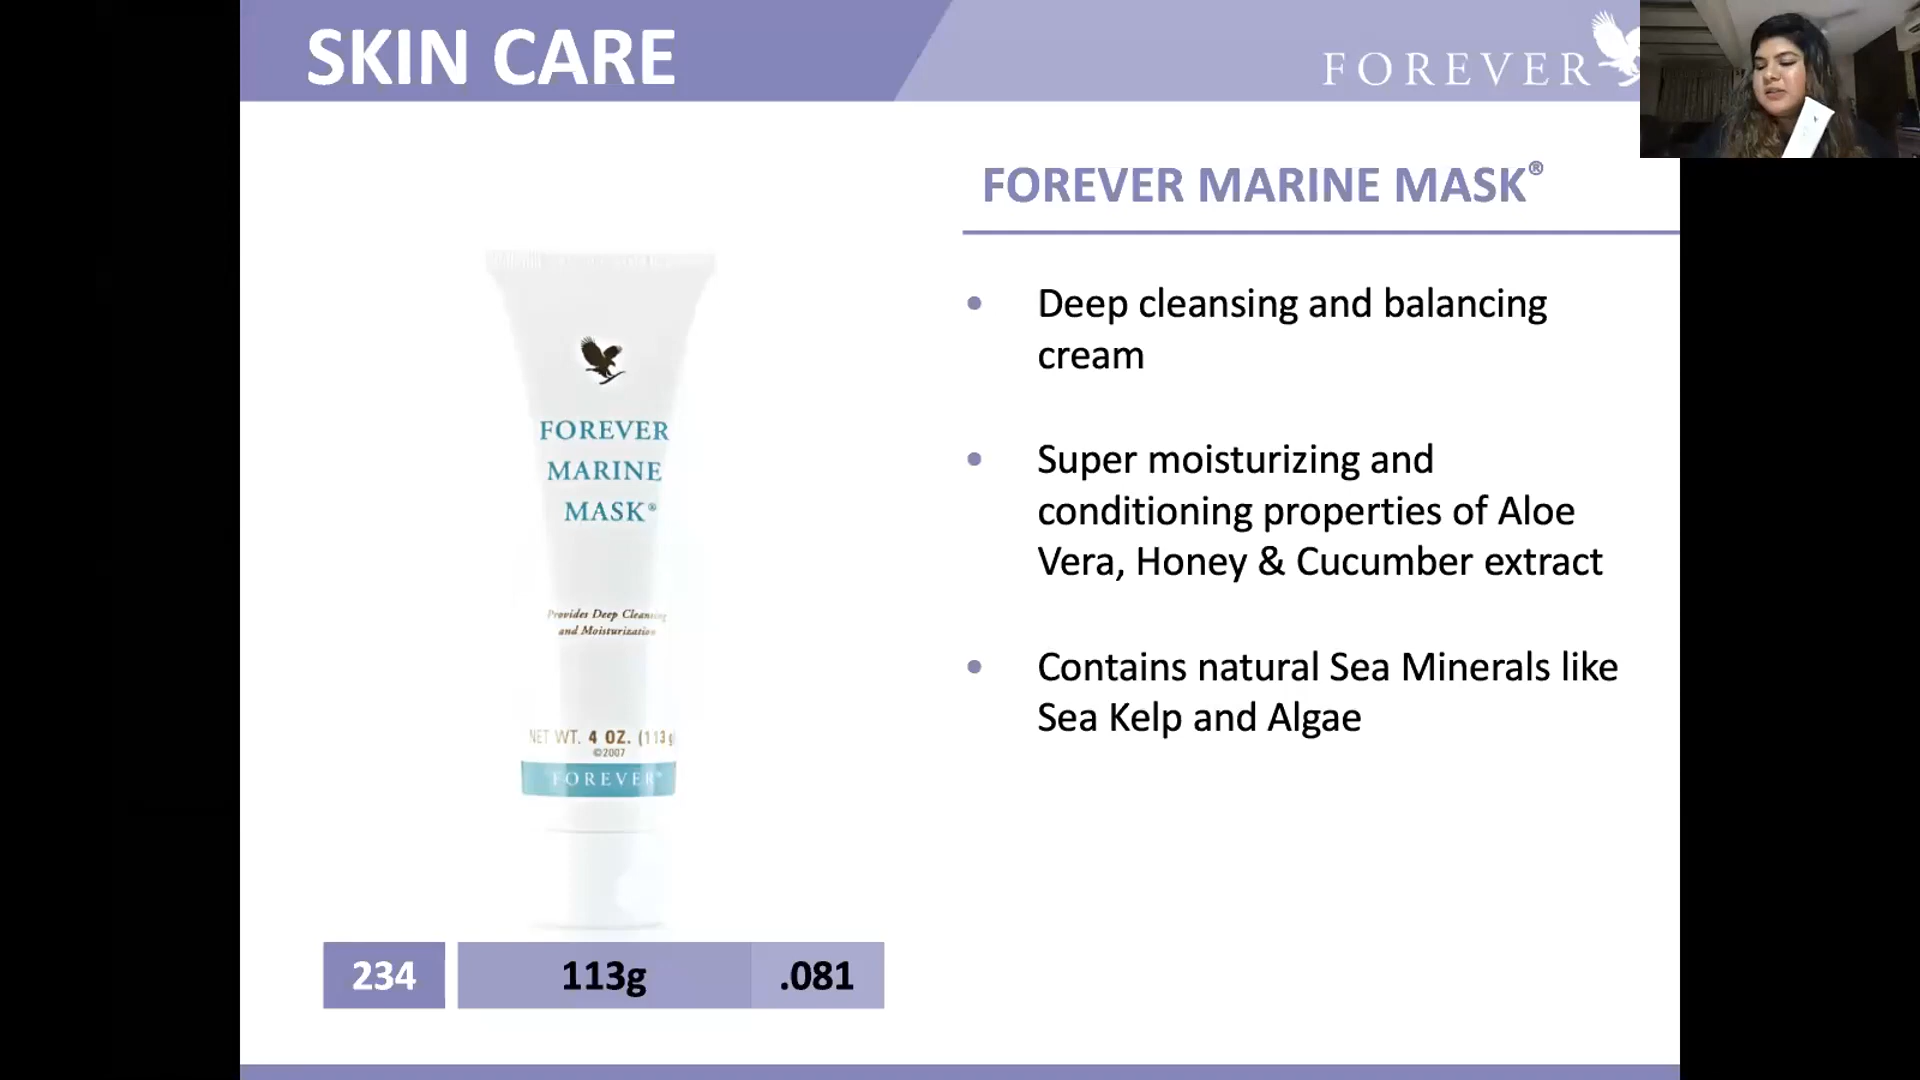 SKIN CARE
FOREVER
FOREVER MARINE MASK®
• Deep cleansing and balancing
cream
• Super moisturizing and
conditioning properties of Aloe
Vera, Honey & Cucumber extract
• Contains natural Sea Minerals like
Sea Kelp and Algae
FOREVER
MARINE
MASK®
Provides Deep Cleansing
and Moisturization
NET WT. 4 OZ. (113 g
©2007
FOREVER™
234 113g .081